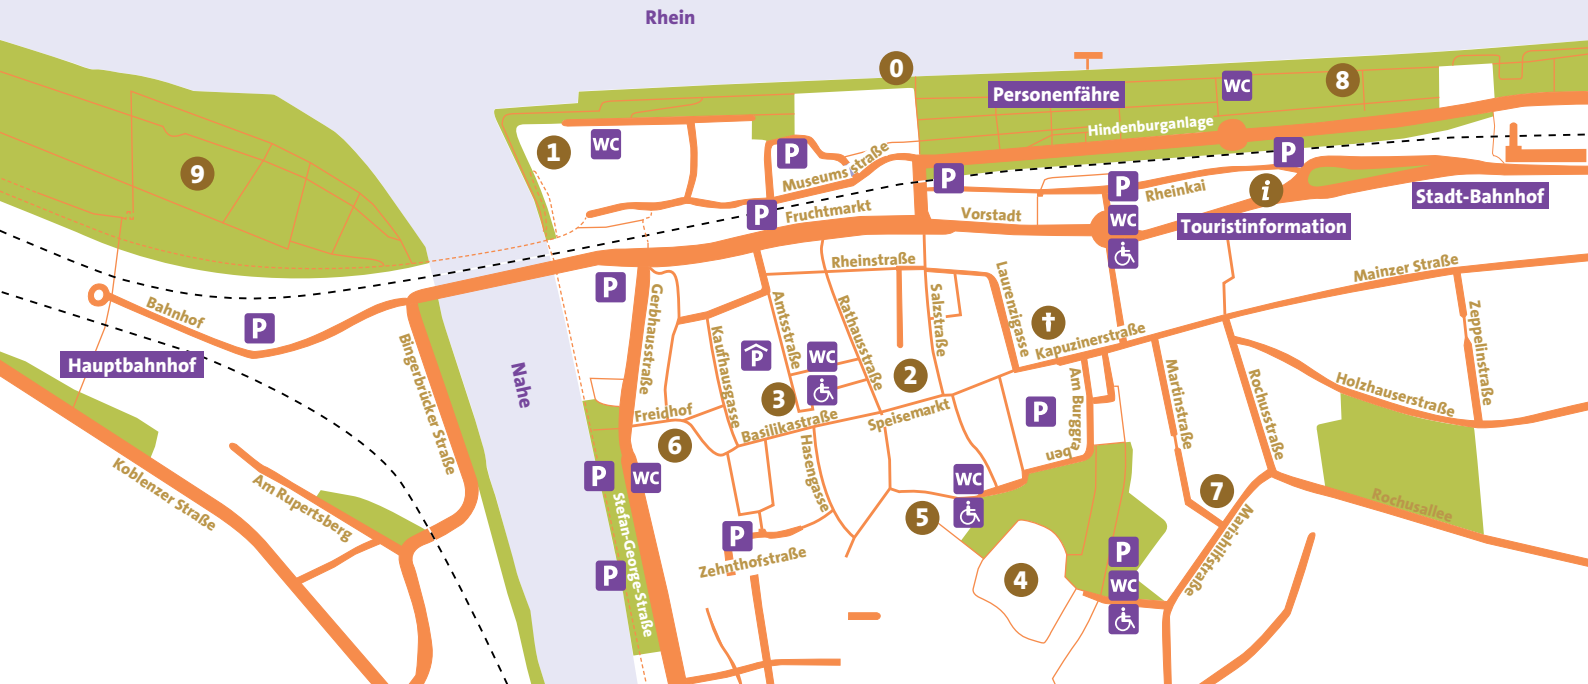 Rhein
0
8
WC
Personenfähre
Hindenburganlage
1
WC
P
Museumsstraße
P
P
9
P
Rheinkai
i
Stadt-Bahnhof
P
Fruchtmarkt
Vorstadt
WC
Touristinformation
Rheinstraße
Mainzer Straße
Bahnhof
P
P
Hauptbahnhof
Bingerbrücker Straße
Nahe
Gerbhausstraße
Kaufhausgasse
Amtsstraße
Rathausstraße
Salzstraße
Laurenzigasse
Kapuzinerstraße
Zeppelinstraße
P
WC
2
3
Freidhof
Basilikastraße
Speisemarkt
P
Am Burggraben
Martinstraße
Rochusstraße
Holzhauserstraße
6
Hasengasse
P
WC
WC
5
7
Rochusallee
Koblenzer Straße
Am Rupertsberg
Stefan-George-Straße
P
Zehnthofstraße
P
4
P
WC
Mariahilfstraße